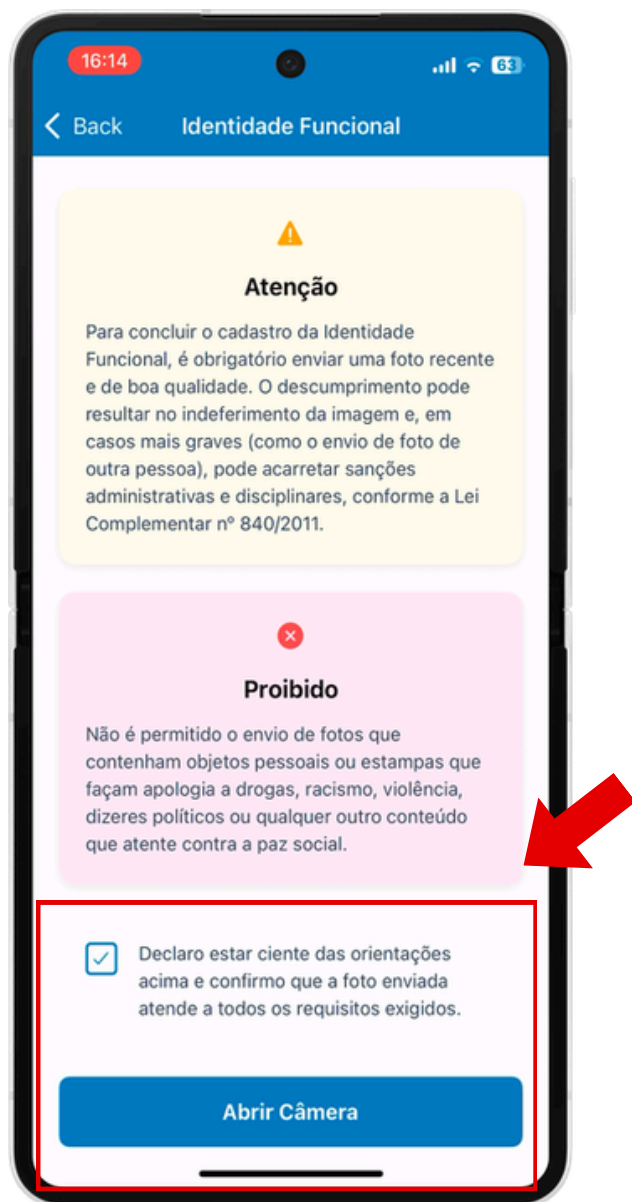 16:14
63
Back
Identidade Funcional
Atenção
Para concluir o cadastro da Identidade
Funcional, é obrigatório enviar uma foto recente
e de boa qualidade. O descumprimento pode
resultar no indeferimento da imagem e, em
casos mais graves (como o envio de foto de
outra pessoa), pode acarretar sanções
administrativas e disciplinares, conforme a Lei
Complementar nº 840/2011.
Proibido
Não é permitido o envio de fotos que
contenham objetos pessoais ou estampas que
façam apologia a drogas, racismo, violência,
dizeres políticos ou qualquer outro conteúdo
que atente contra a paz social.
Declaro estar ciente das orientações
acima e confirmo que a foto enviada
atende a todos os requisitos exigidos.
Abrir Câmera